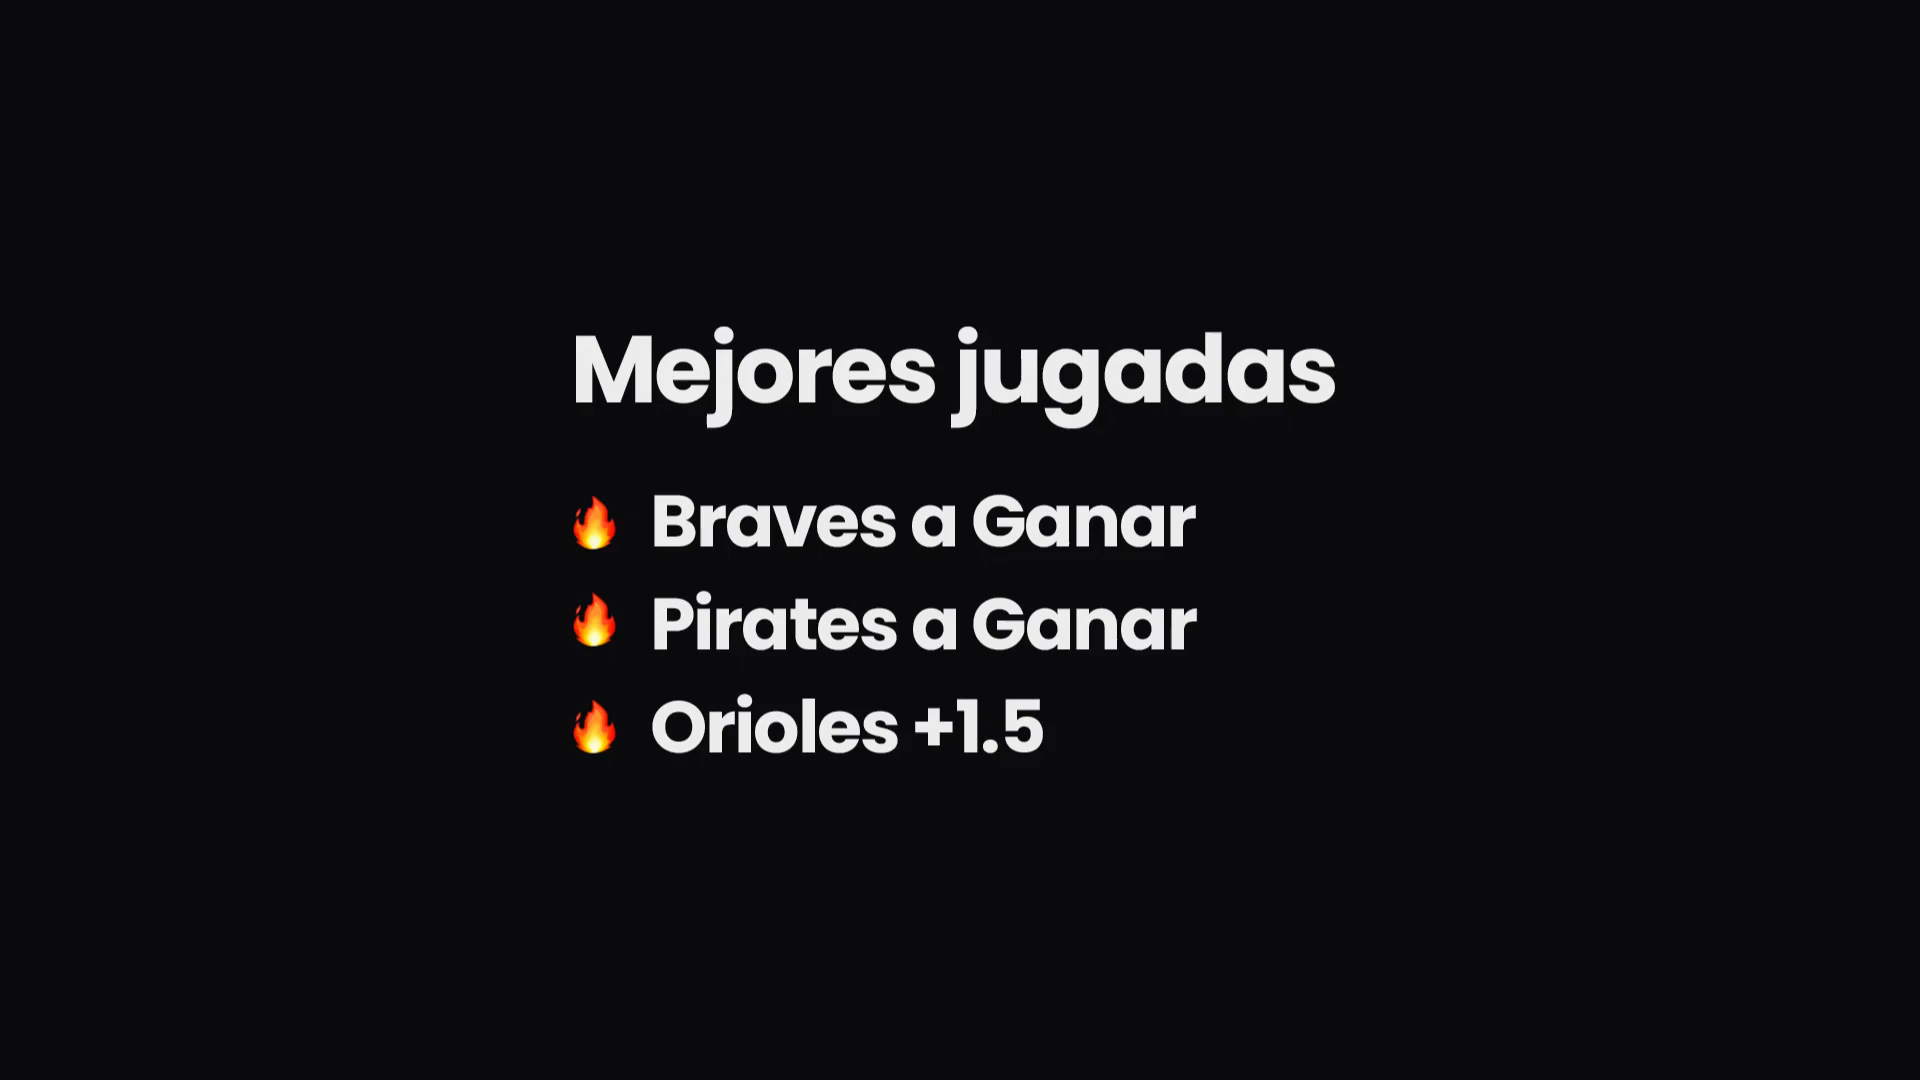 Mejores jugadas
🔥 Braves a Ganar
🔥 Pirates a Ganar
🔥 Orioles +1.5